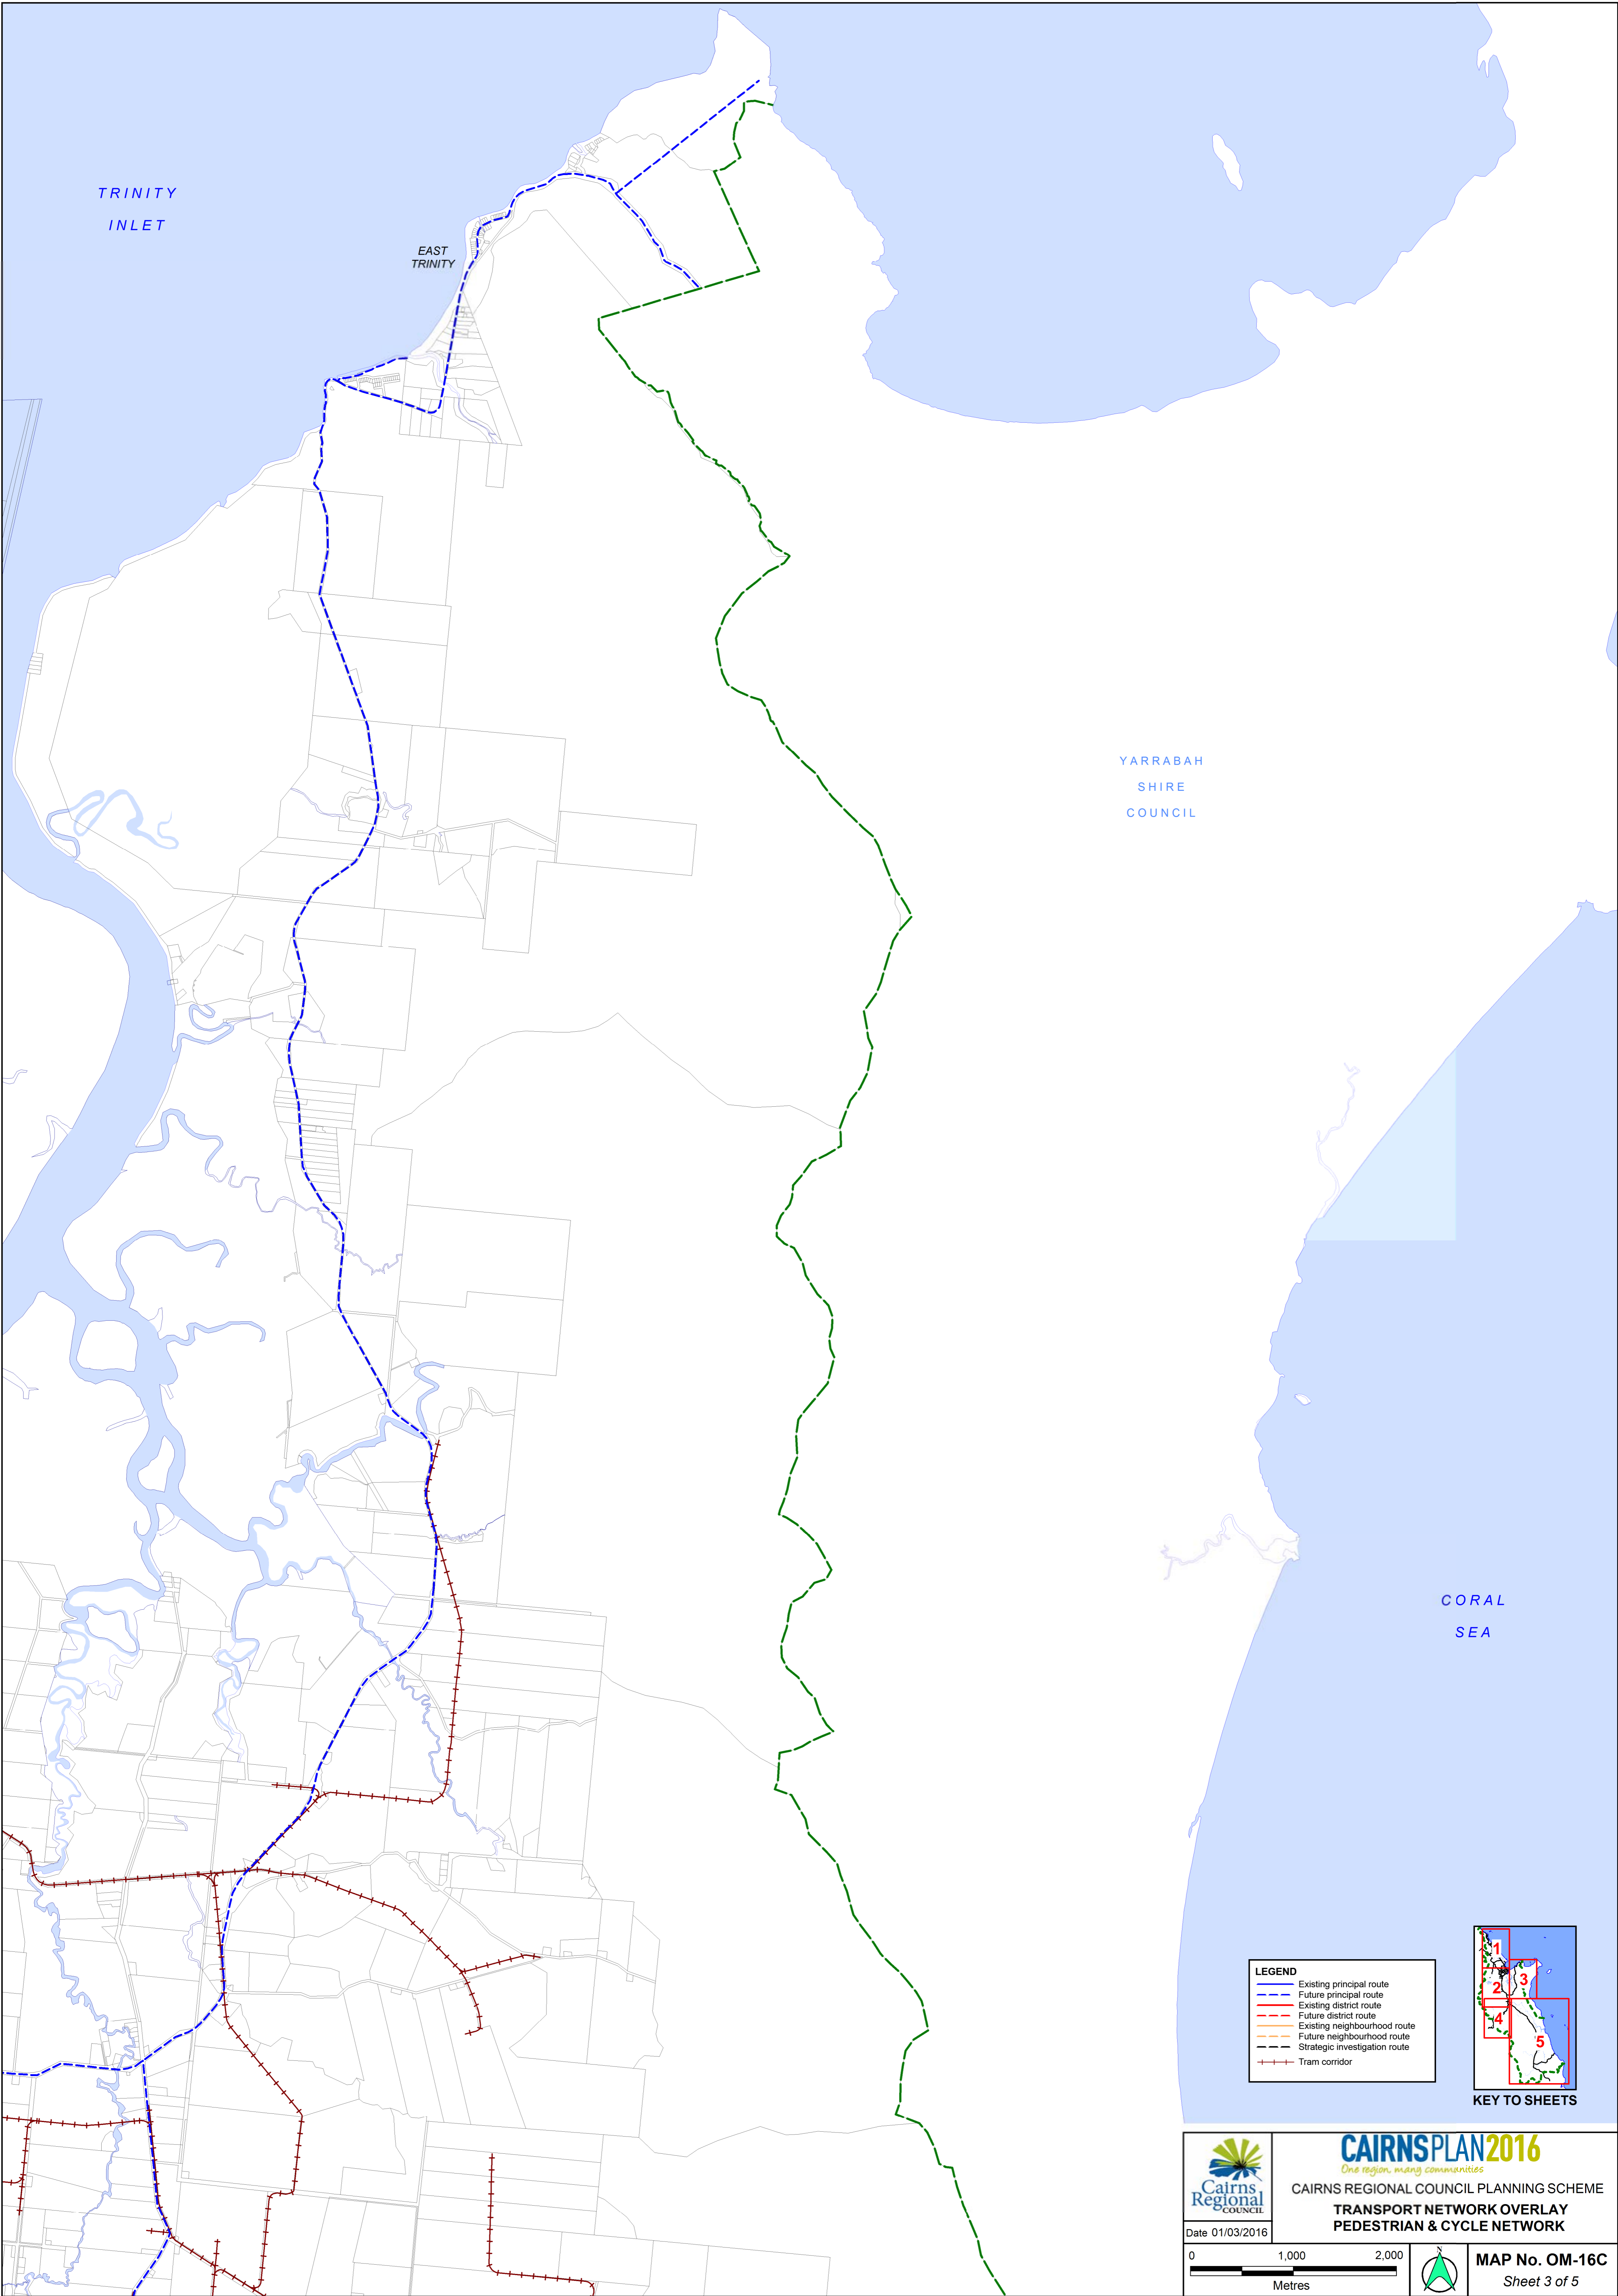 TRINITY
INLET
EAST
TRINITY
YARRABAH
SHIRE
COUNCIL
CORAL
SEA
LEGEND
Existing principal route
Future principal route
Existing district route
Future district route
Existing neighbourhood route
Future neighbourhood route
Strategic investigation route
Tram corridor
1
2
3
4
5
KEY TO SHEETS
Cairns
Regional
COUNCIL
Date 01/03/2016
CAIRNSPLAN2016
One region, many communities
CAIRNS REGIONAL COUNCIL PLANNING SCHEME
TRANSPORT NETWORK OVERLAY
PEDESTRIAN & CYCLE NETWORK
0 1,000 2,000
Metres
N
MAP No. OM-16C
Sheet 3 of 5